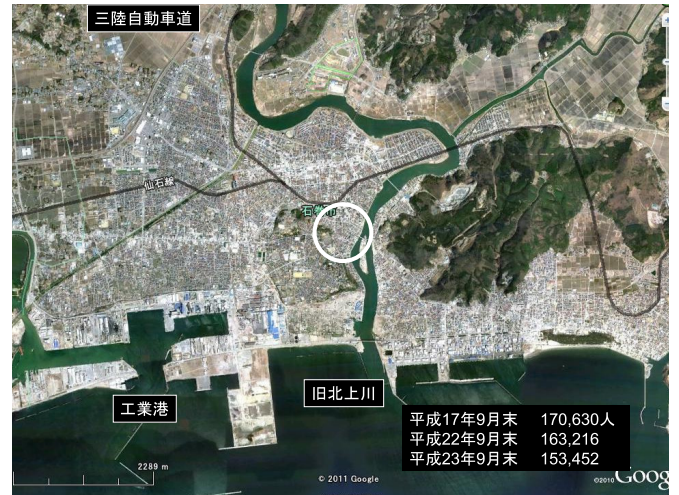 三陸自動車道
仙石線
石巻市
旧北上川
工業港
平成17年9月末 170,630人
平成22年9月末 163,216
平成23年9月末 153,452
2289 m
© 2011 Google
©2010 Goog